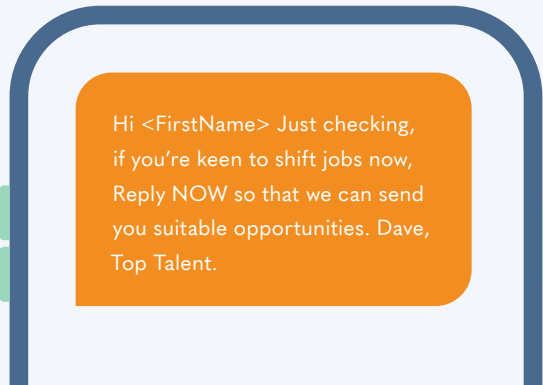 Hi <FirstName> Just checking,
if you're keen to shift jobs now,
Reply NOW so that we can send
you suitable opportunities. Dave,
Top Talent.